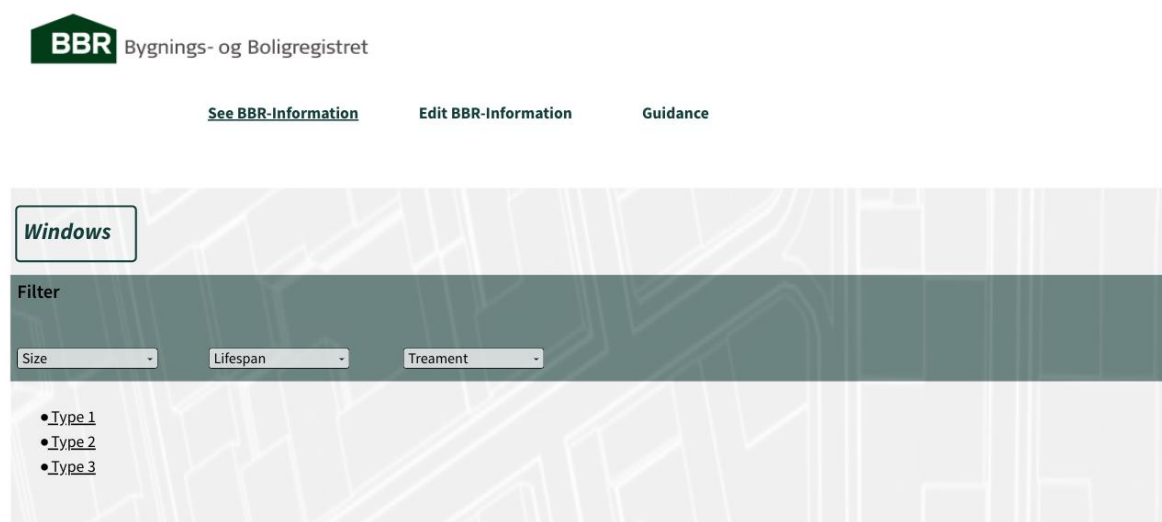 BBR Bygnings- og Boligregistret
See BBR-Information Edit BBR-Information Guidance
Windows
Filter
Size Lifespan Treament
Type 1
Type 2
Type 3